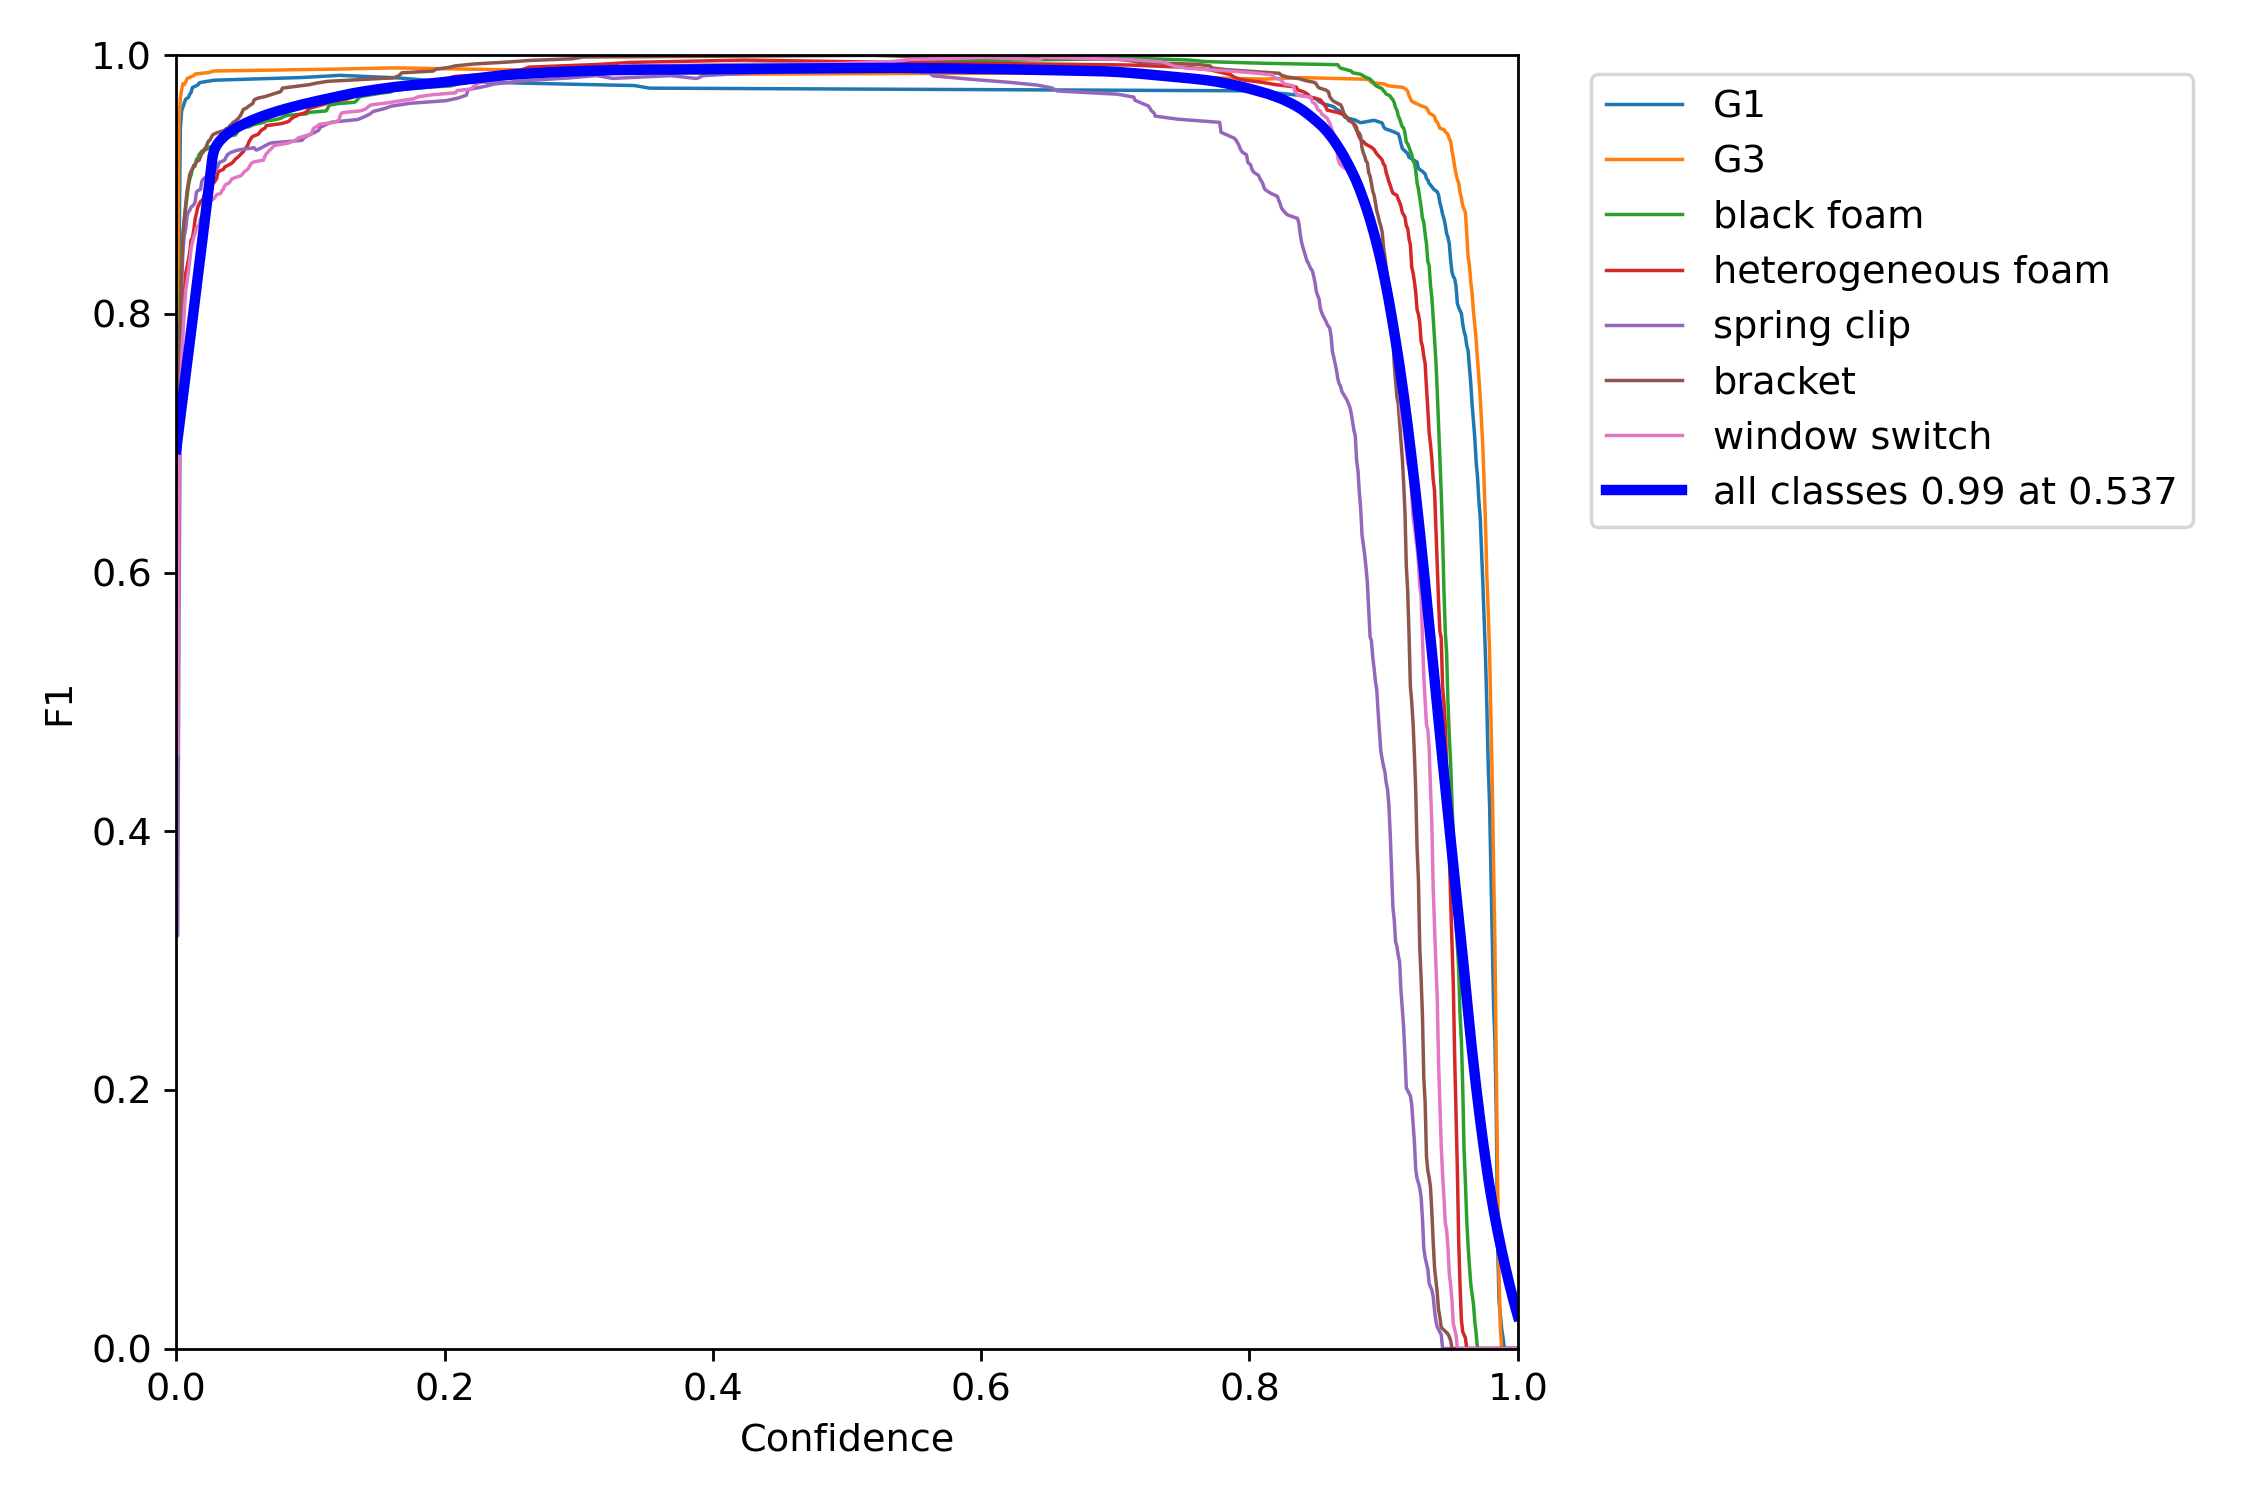 1.0
0.8
0.6
0.4
0.2
0.0
0.0 0.2 0.4 0.6 0.8 1.0
F1
Confidence
G1
G3
black foam
heterogeneous foam
spring clip
bracket
window switch
all classes 0.99 at 0.537